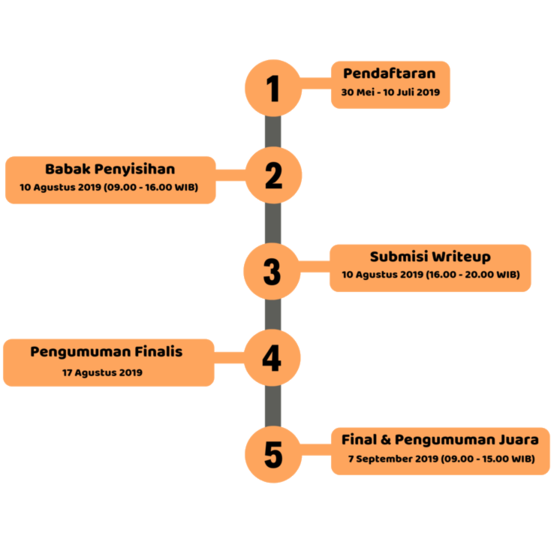 1
Pendaftaran
30 Mei - 10 Juli 2019
2
Babak Penyisihan
10 Agustus 2019 (09.00 - 16.00 WIB)
3
Submisi Writeup
10 Agustus 2019 (16.00 - 20.00 WIB)
4
Pengumuman Finalis
17 Agustus 2019
5
Final & Pengumuman Juara
7 September 2019 (09.00 - 15.00 WIB)